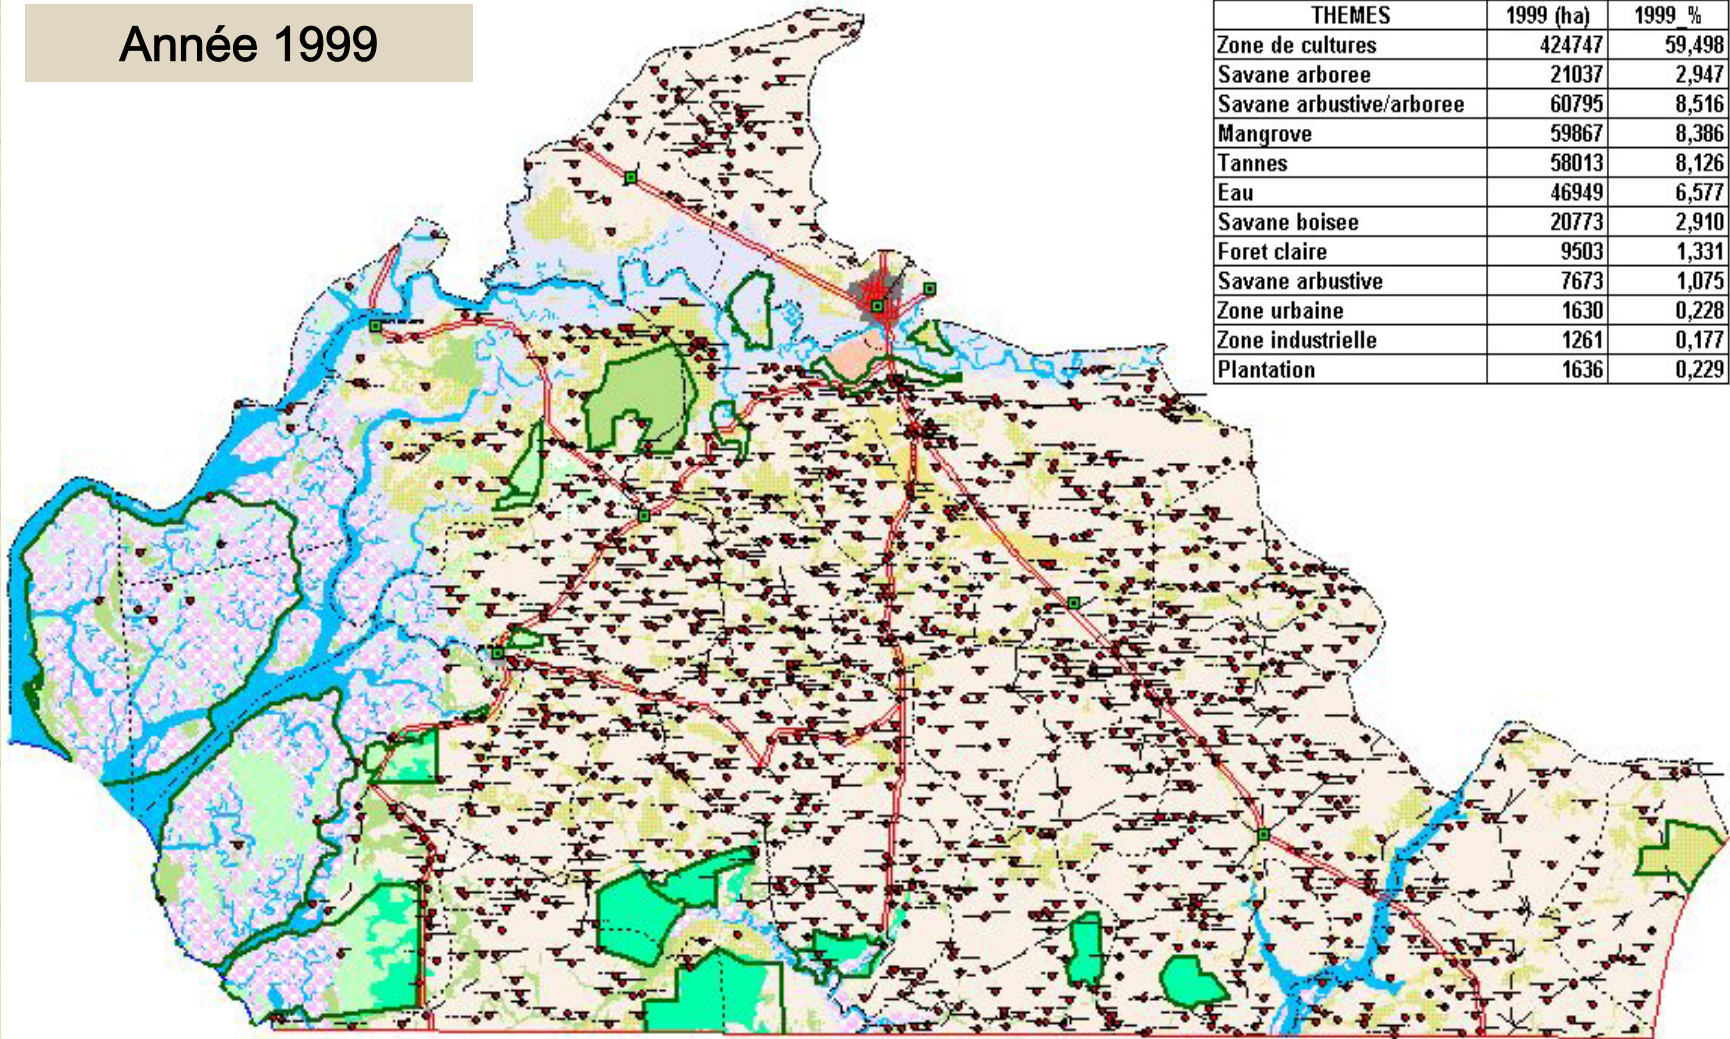 Année 1999
THEMES 1999 (ha) 1999_%
Zone de cultures 424747 59,498
Savane arboree 21037 2,947
Savane arbustive/arboree 60795 8,516
Mangrove 59867 8,386
Tannes 58013 8,126
Eau 46949 6,577
Savane boisee 20773 2,910
Foret claire 9503 1,331
Savane arbustive 7673 1,075
Zone urbaine 1630 0,228
Zone industrielle 1261 0,177
Plantation 1636 0,229